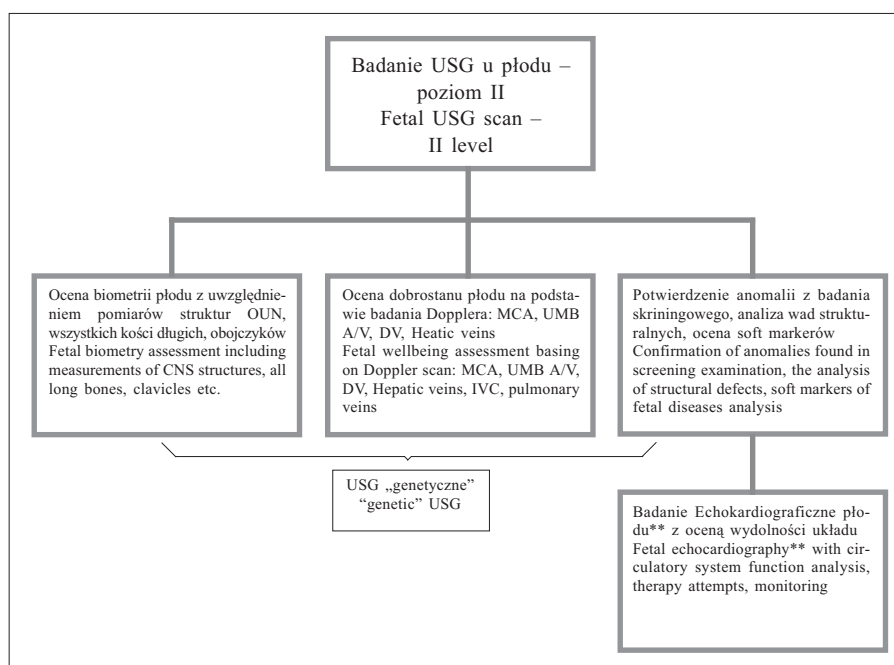 Badanie USG u płodu –
poziom II
Fetal USG scan –
II level
Ocena biometrii płodu z uwzględnie-
niem pomiarów struktur OUN,
wszystkich kości długich, obojczyków
Fetal biometry assessment including
measurements of CNS structures, all
long bones, clavicles etc.
Ocena dobrostanu płodu na podsta-
wie badania Dopplera: MCA, UMB
A/V, DV, Heatic veins
Fetal wellbeing assessment basing
on Doppler scan: MCA, UMB A/V,
DV, Hepatic veins, IVC, pulmonary
veins
Potwierdzenie anomalii z badania
skriningowego, analiza wad struktu-
ralnych, ocena soft markerów
Confirmation of anomalies found in
screening examination, the analysis
of structural defects, soft markers of
fetal diseases analysis
USG „genetyczne”
“genetic” USG
Badanie Echokardiograficzne pło-
du** z oceną wydolności układu
Fetal echocardiography** with cir-
culatory system function analysis,
therapy attempts, monitoring